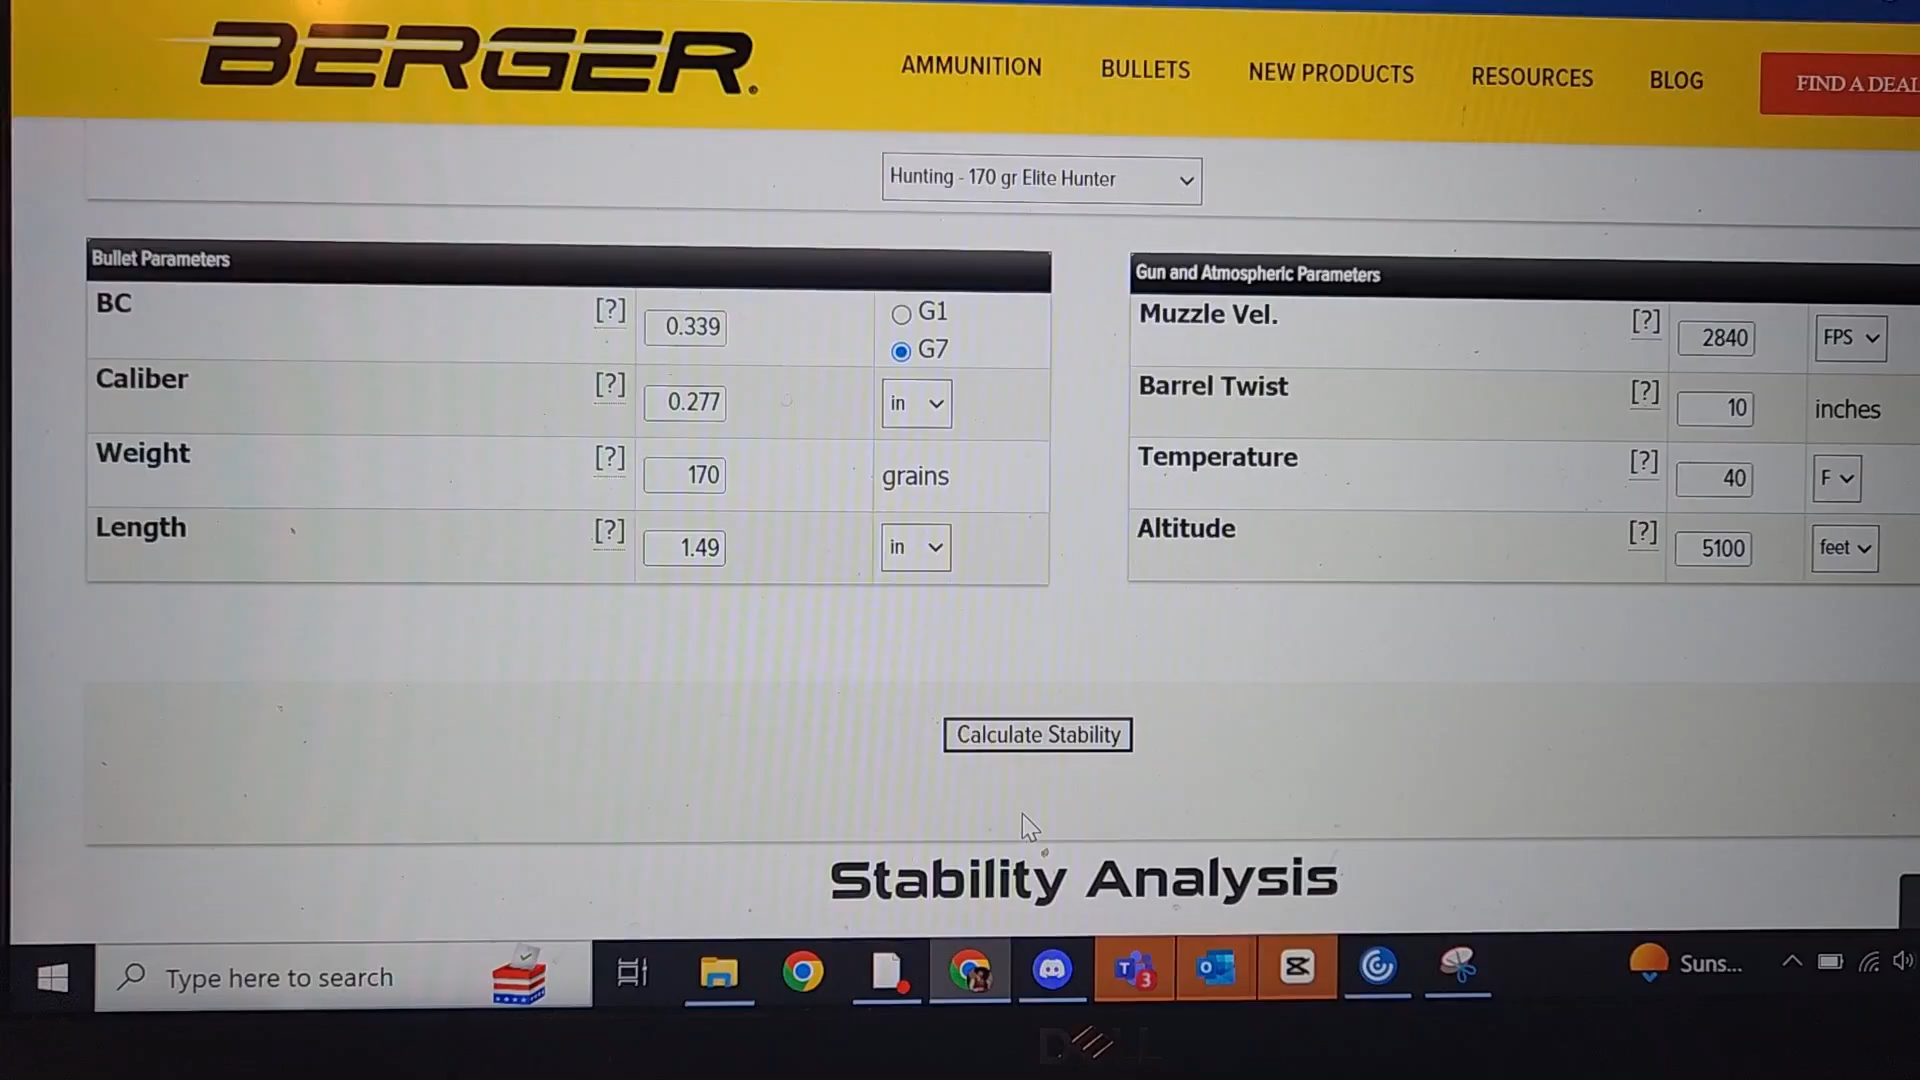 BERGER.
AMMUNITION BULLETS NEW PRODUCTS RESOURCES BLOG FIND A DEAL
Hunting - 170 gr Elite Hunter
Bullet Parameters
BC [?] 0.339 G1
G7
Caliber [?] 0.277 in
Weight [?] 170 grains
Length [?] 1.49 in
Gun and Atmospheric Parameters
Muzzle Vel. [?] 2840 FPS
Barrel Twist [?] 10 inches
Temperature [?] 40 F
Altitude [?] 5100 feet
Calculate Stability
Stability Analysis
Type here to search
T 3
O
Suns...
DELL